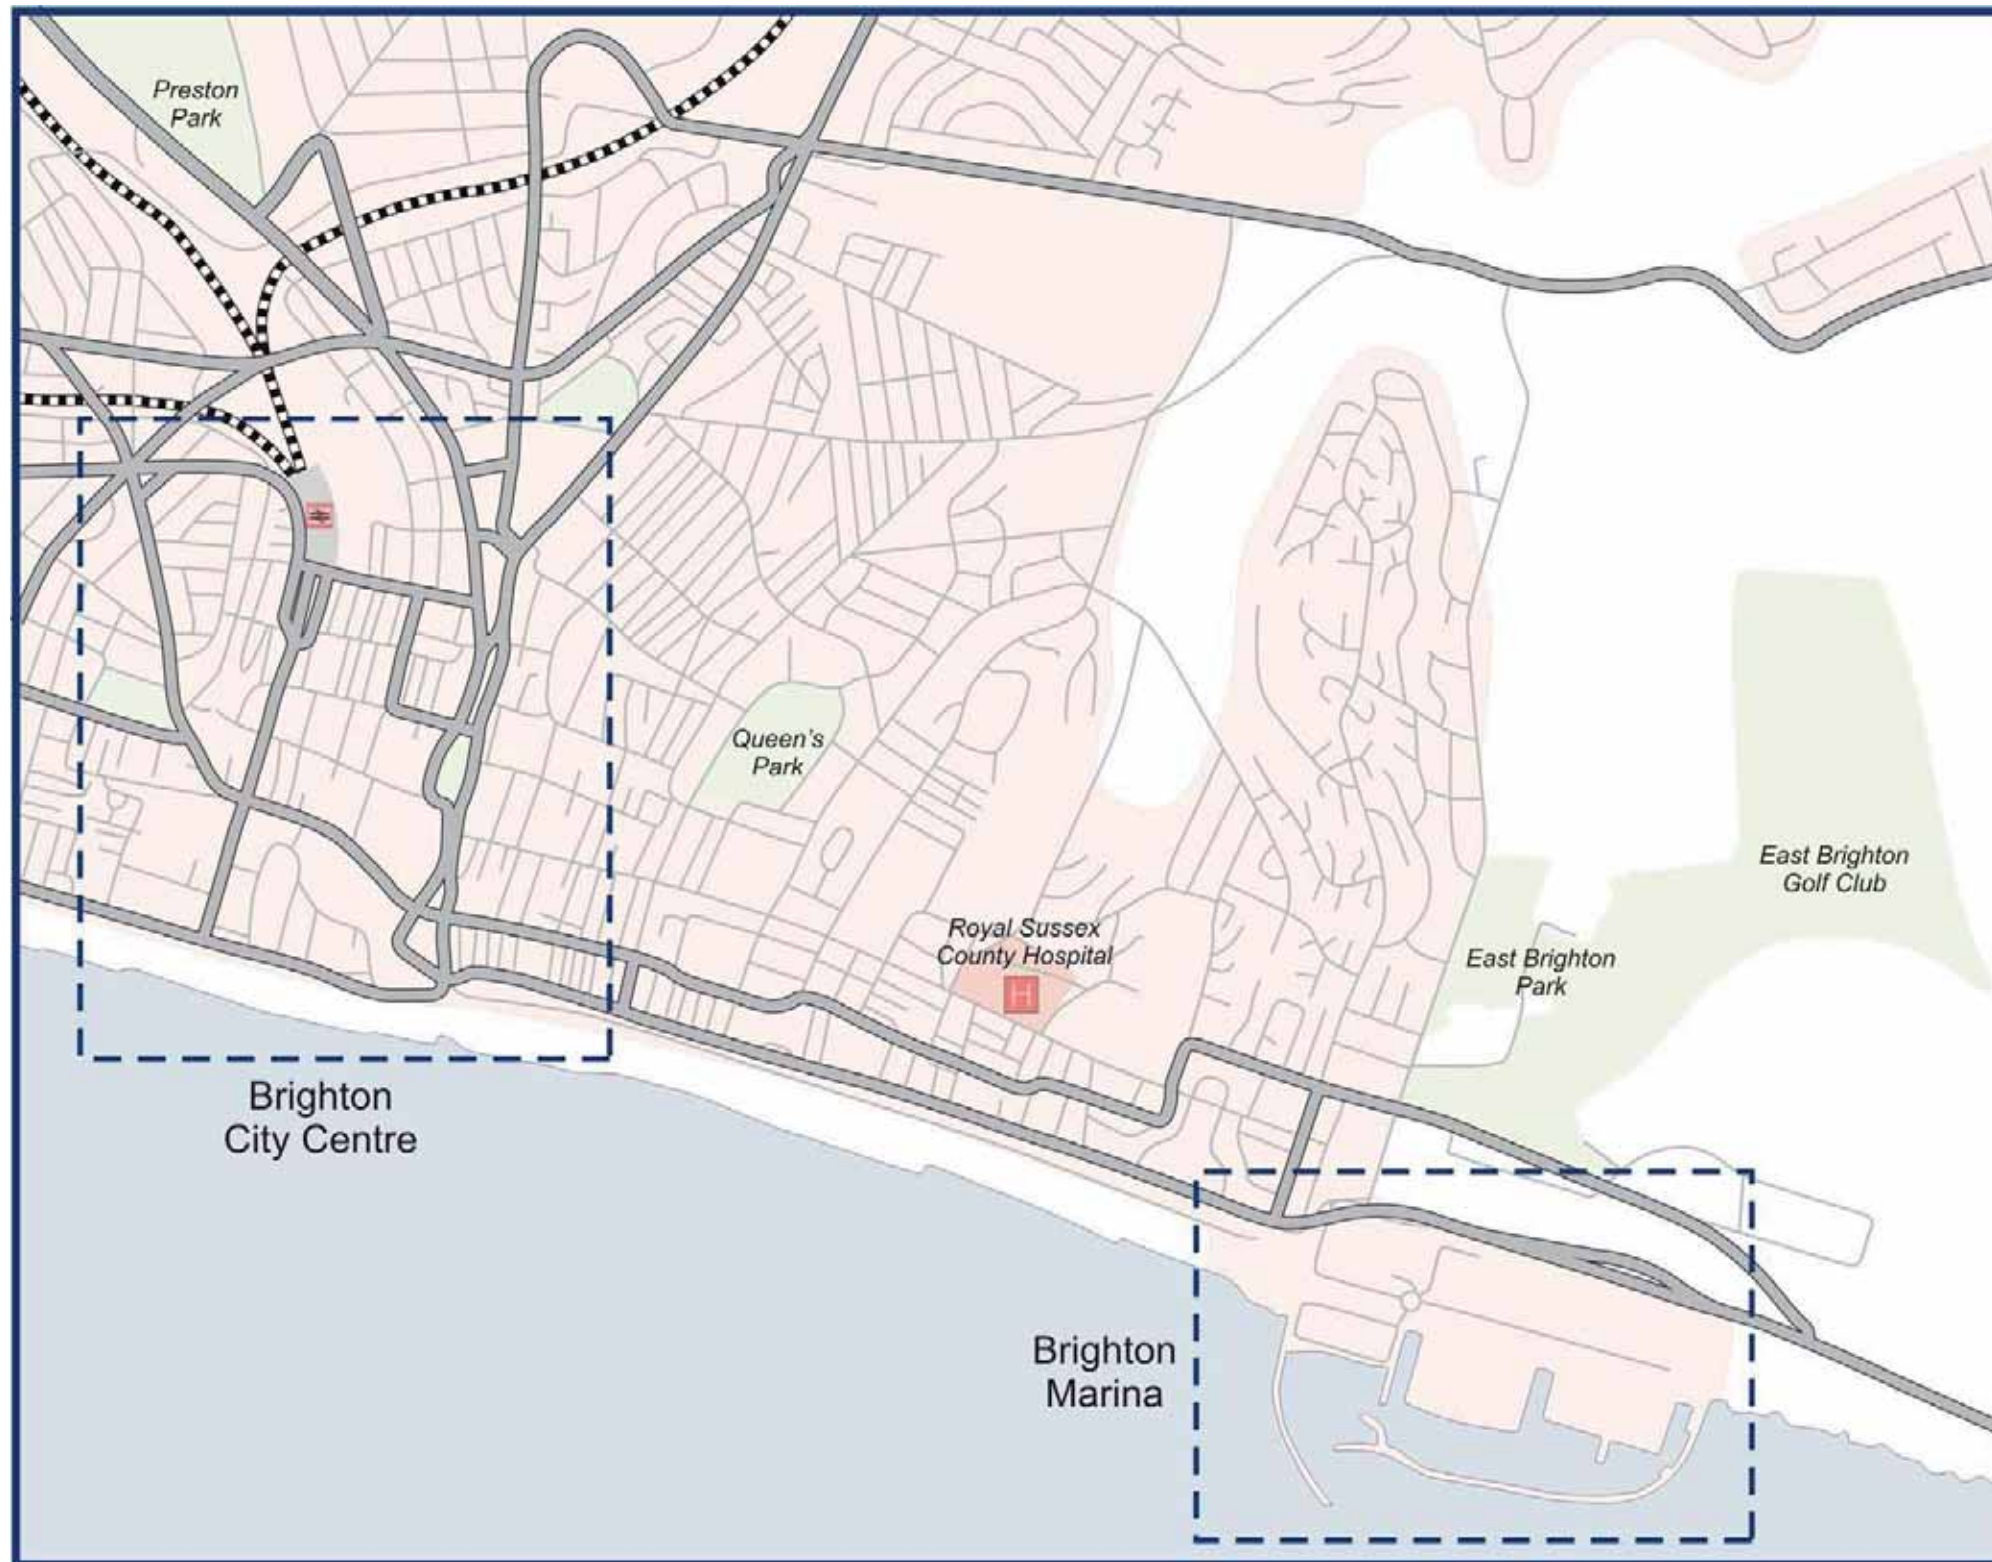 Preston
Park
Queen's
Park
East Brighton
Golf Club
Royal Sussex
County Hospital
H
East Brighton
Park
Brighton
City Centre
Brighton
Marina